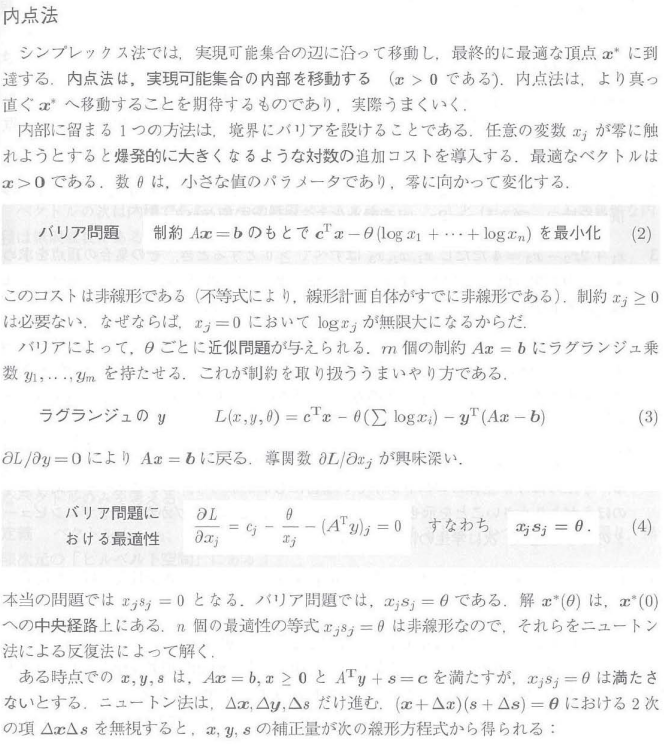 内点法
シンプレックス法では，実現可能集合の辺に沿って移動し，最終的に最適な頂点 x* に到
達する．内点法は，実現可能集合の内部を移動する （x > 0 である）．内点法は，より真っ
直ぐ x* へ移動することを期待するものであり，実際うまくいく．
内部に留まる 1 つの方法は，境界にバリアを設けることである．任意の変数 xj が零に触
れようとすると爆発的に大きくなるような対数の追加コストを導入する．最適なベクトルは
x > 0 である．数 θ は，小さな値のパラメータであり，零に向かって変化する．
バリア問題 制約 Ax = b のもとで cᵀx − θ (log x1 + ··· + log xn) を最小化 (2)
このコストは非線形である（不等式により，線形計画自体がすでに非線形である）．制約 xj ≥ 0
は必要ない．なぜならば，xj = 0 において log xj が無限大になるからだ．
バリアによって，θ ごとに近似問題が与えられる．m 個の制約 Ax = b にラグランジュ乗
数 y1, ..., ym を持たせる．これが制約を取り扱ううまいやり方である．
ラグランジュの y L(x, y, θ) = cᵀx − θ (∑ log xi) − yᵀ(Ax − b) (3)
∂L/∂y = 0 により Ax = b に戻る．導関数 ∂L/∂xj が興味深い．
バリア問題に
おける最適性 ∂L/∂xj = cj − θ/xj − (Aᵀy)j = 0 すなわち xj sj = θ . (4)
本当の問題では xj sj = 0 となる．バリア問題では，xj sj = θ である．解 x*(θ) は，x*(0)
への中央経路上にある．n 個の最適性の等式 xj sj = θ は非線形なので，それらをニュートン
法による反復法によって解く．
ある時点での x, y, s は，Ax = b, x ≥ 0 と Aᵀy + s = c を満たすが，xj sj = θ は満たさ
ないとする．ニュートン法は，Δx, Δy, Δs だけ進む．(x + Δx)(s + Δs) = θ における 2 次
の項 ΔxΔs を無視すると，x, y, s の補正量が次の線形方程式から得られる：